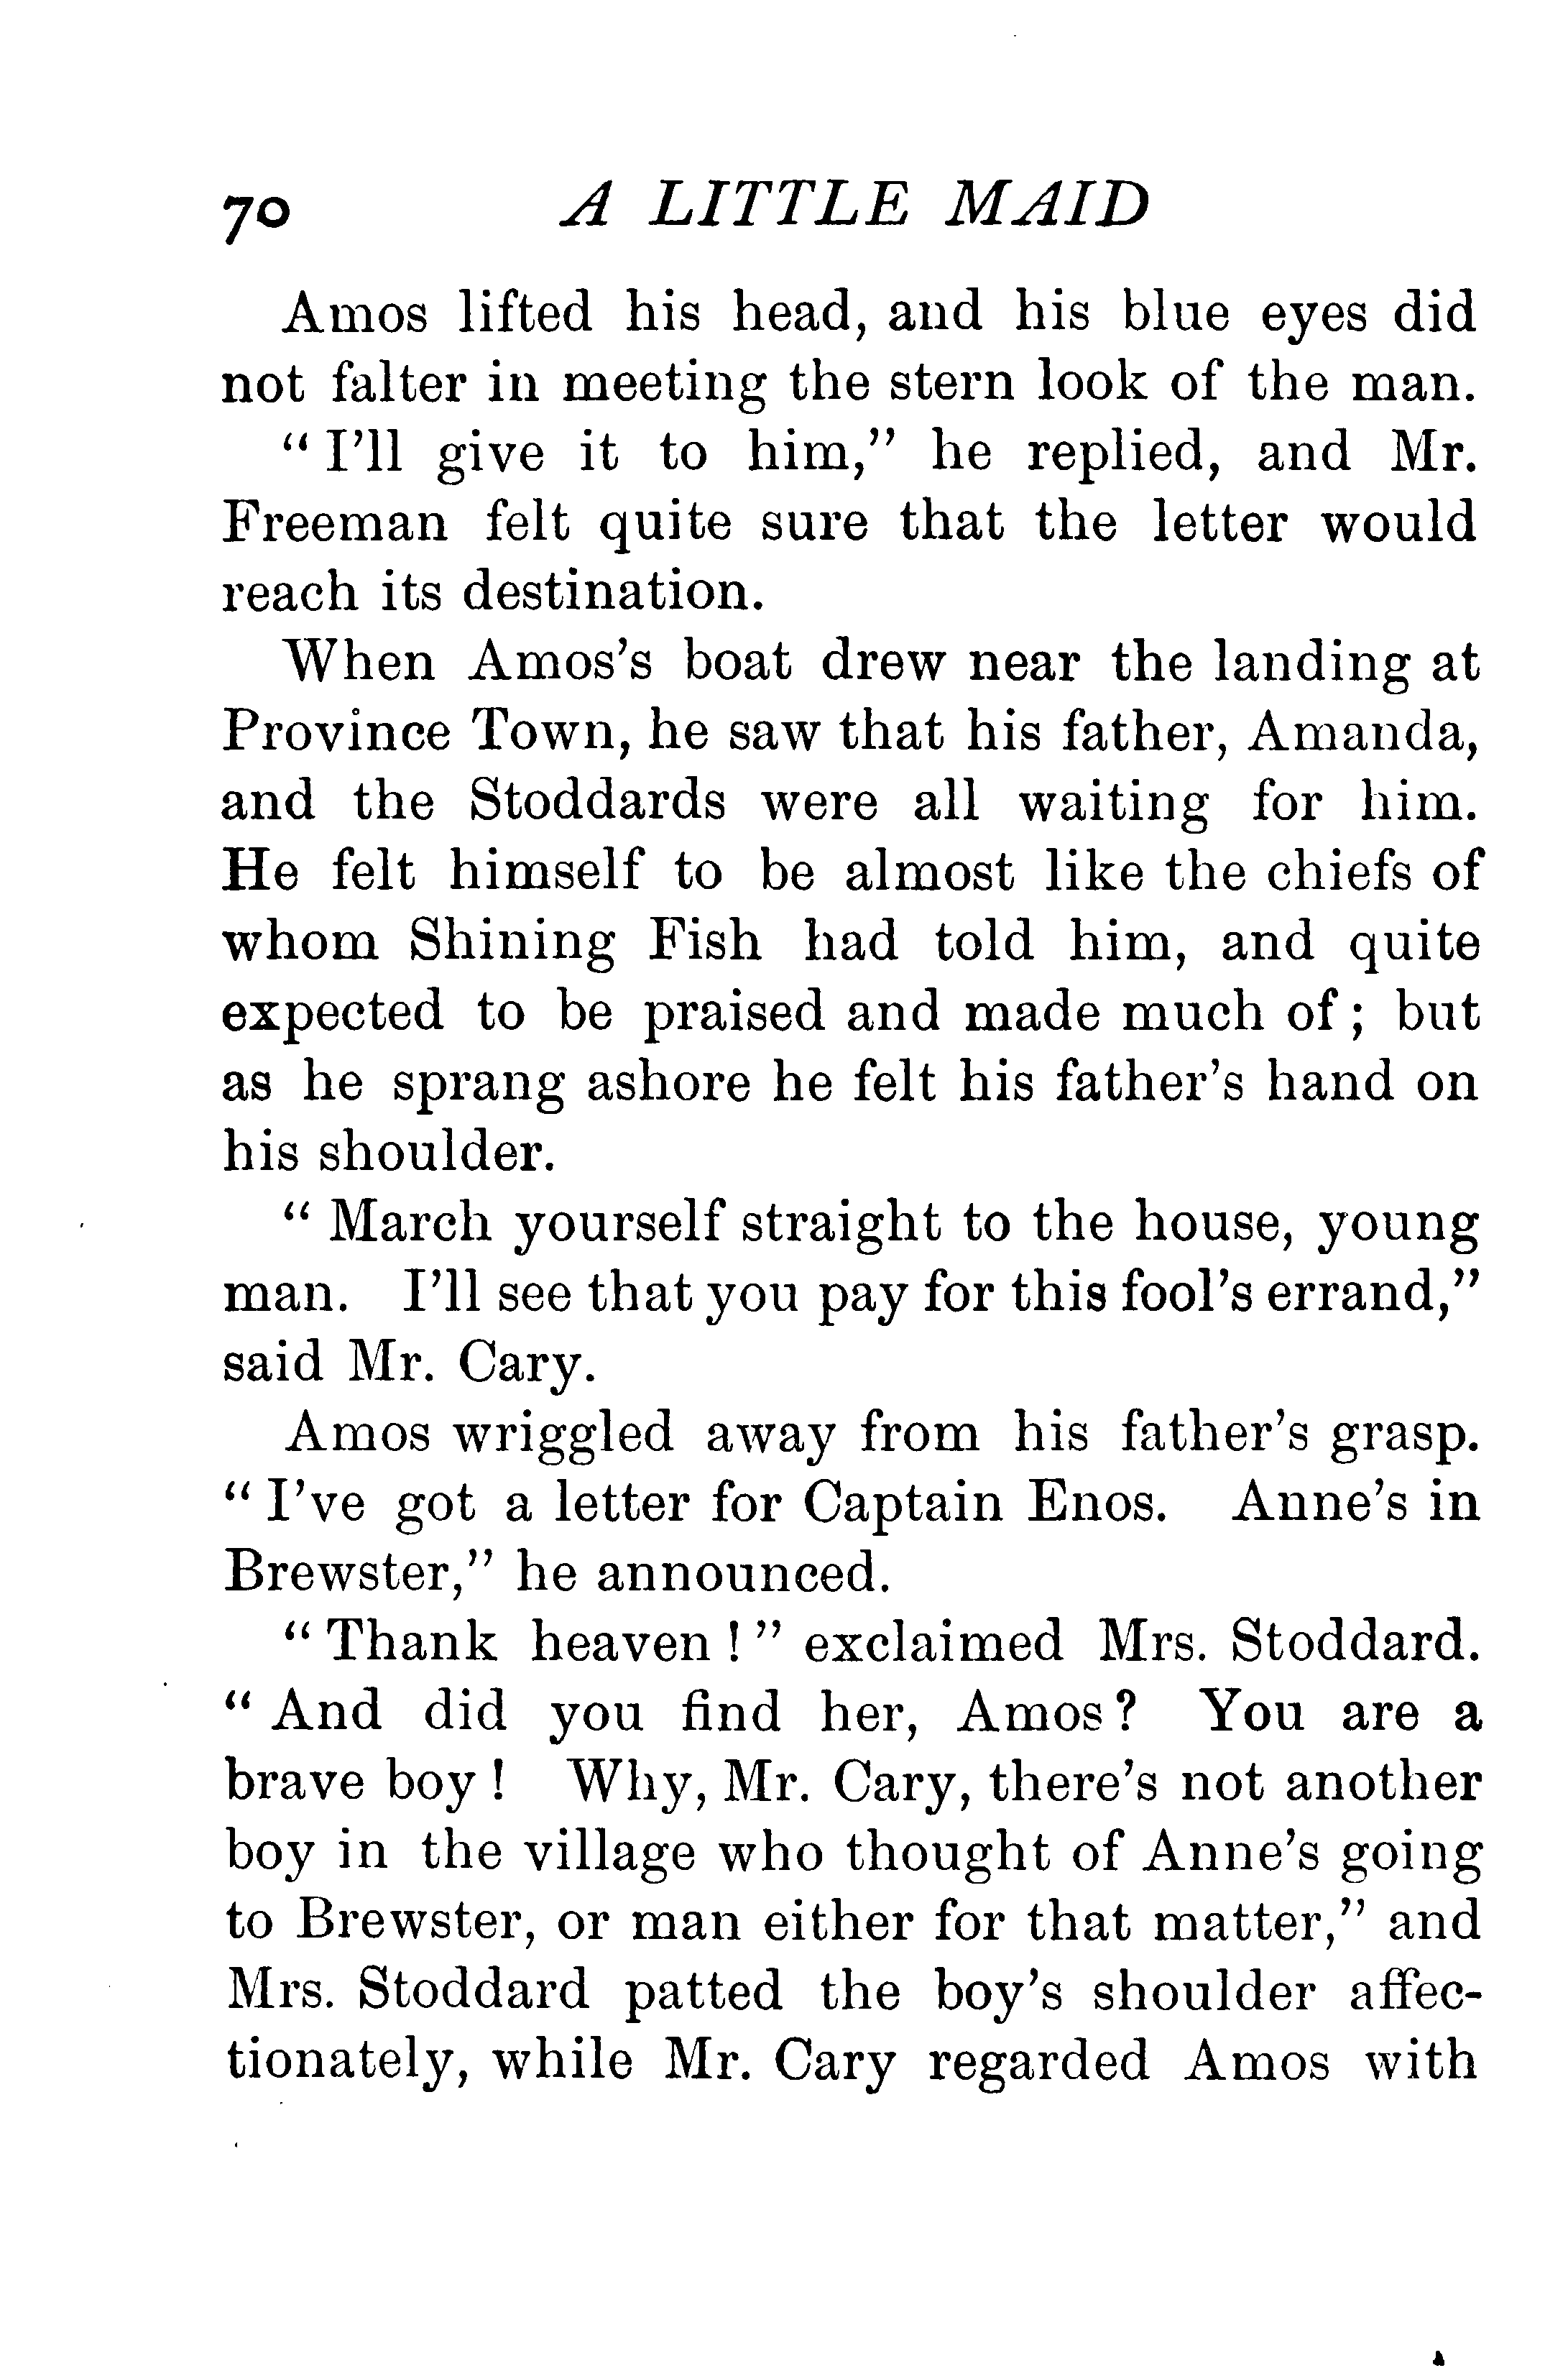 70 A LITTLE MAID
Amos lifted his head, and his blue eyes did
not falter in meeting the stern look of the man.
“ I’ll give it to him,” he replied, and Mr.
Freeman felt quite sure that the letter would
reach its destination.
When Amos’s boat drew near the landing at
Province Town, he saw that his father, Amanda,
and the Stoddards were all waiting for him.
He felt himself to be almost like the chiefs of
whom Shining Fish had told him, and quite
expected to be praised and made much of ; but
as he sprang ashore he felt his father’s hand on
his shoulder.
“ March yourself straight to the house, young
man. I’ll see that you pay for this fool’s errand,”
said Mr. Cary.
Amos wriggled away from his father’s grasp.
“ I’ve got a letter for Captain Enos. Anne’s in
Brewster,” he announced.
“ Thank heaven ! ” exclaimed Mrs. Stoddard.
“ And did you find her, Amos ? You are a
brave boy ! Why, Mr. Cary, there’s not another
boy in the village who thought of Anne’s going
to Brewster, or man either for that matter,” and
Mrs. Stoddard patted the boy’s shoulder affec-
tionately, while Mr. Cary regarded Amos with